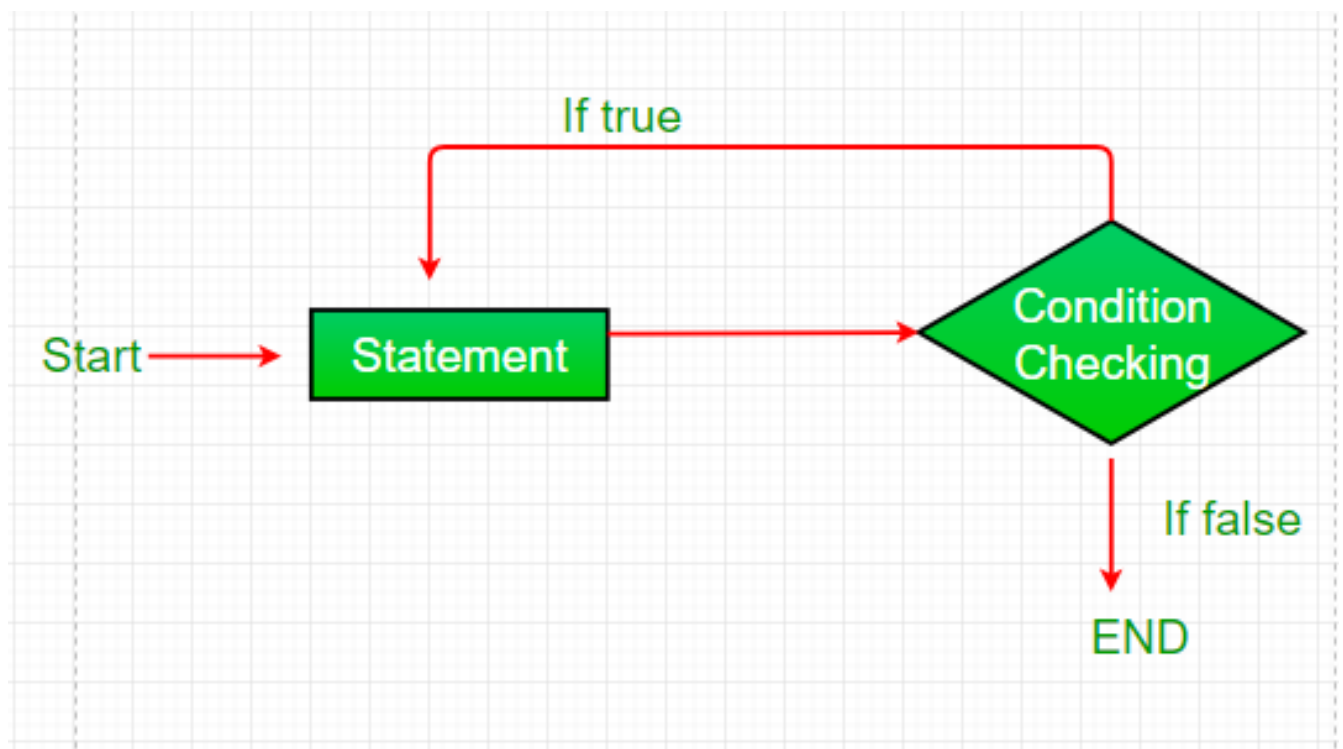 If true
Start
Statement
Condition
Checking
If false
END